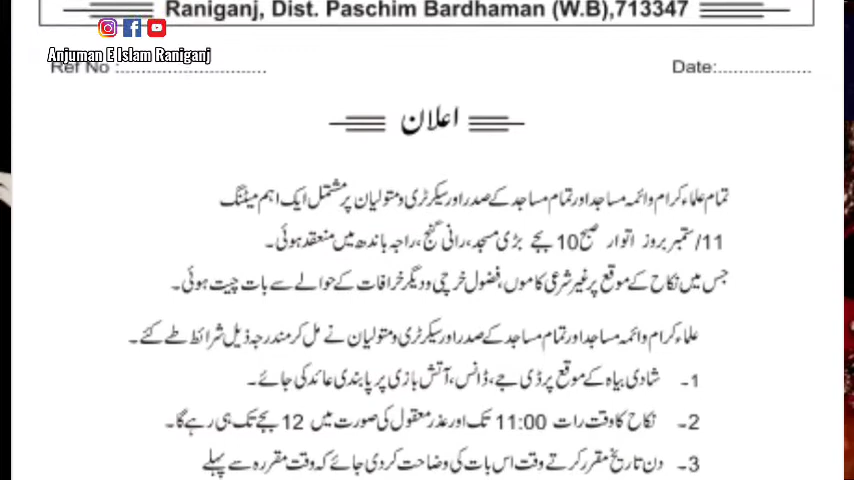 Raniganj, Dist. Paschim Bardhaman (W.B),713347
Anjuman E Islam Raniganj
Ref No :............................
Date:..................
اعلان
تمام علماء کرام و ائمہ مساجد اور تمام مساجد کے صدر اور سیکرٹری و متولیان پر مشتمل ایک اہم میٹنگ
11/ستمبر بروز اتوار صبح 10 بجے بڑی مسجد، رانی گنج، راجہ باندھ میں منعقد ہوئی۔
جس میں نکاح کے موقع پر غیر شرعی کاموں، فضول خرچی و دیگر خرافات کے حوالے سے بات چیت ہوئی۔
علماء کرام و ائمہ مساجد اور تمام مساجد کے صدر اور سیکرٹری و متولیان نے مل کر مندرجہ ذیل شرائط طے کئے۔
1۔ شادی بیاہ کے موقع پر ڈی جے، ڈانس، آتش بازی پر پابندی عائد کی جائے۔
2۔ نکاح کا وقت رات 11:00 تک اور عذر معقول کی صورت میں 12 بجے تک ہی رہے گا۔
3۔ دن تاریخ مقرر کرتے وقت اس بات کی وضاحت کر دی جائے کہ وقت مقررہ سے پہلے